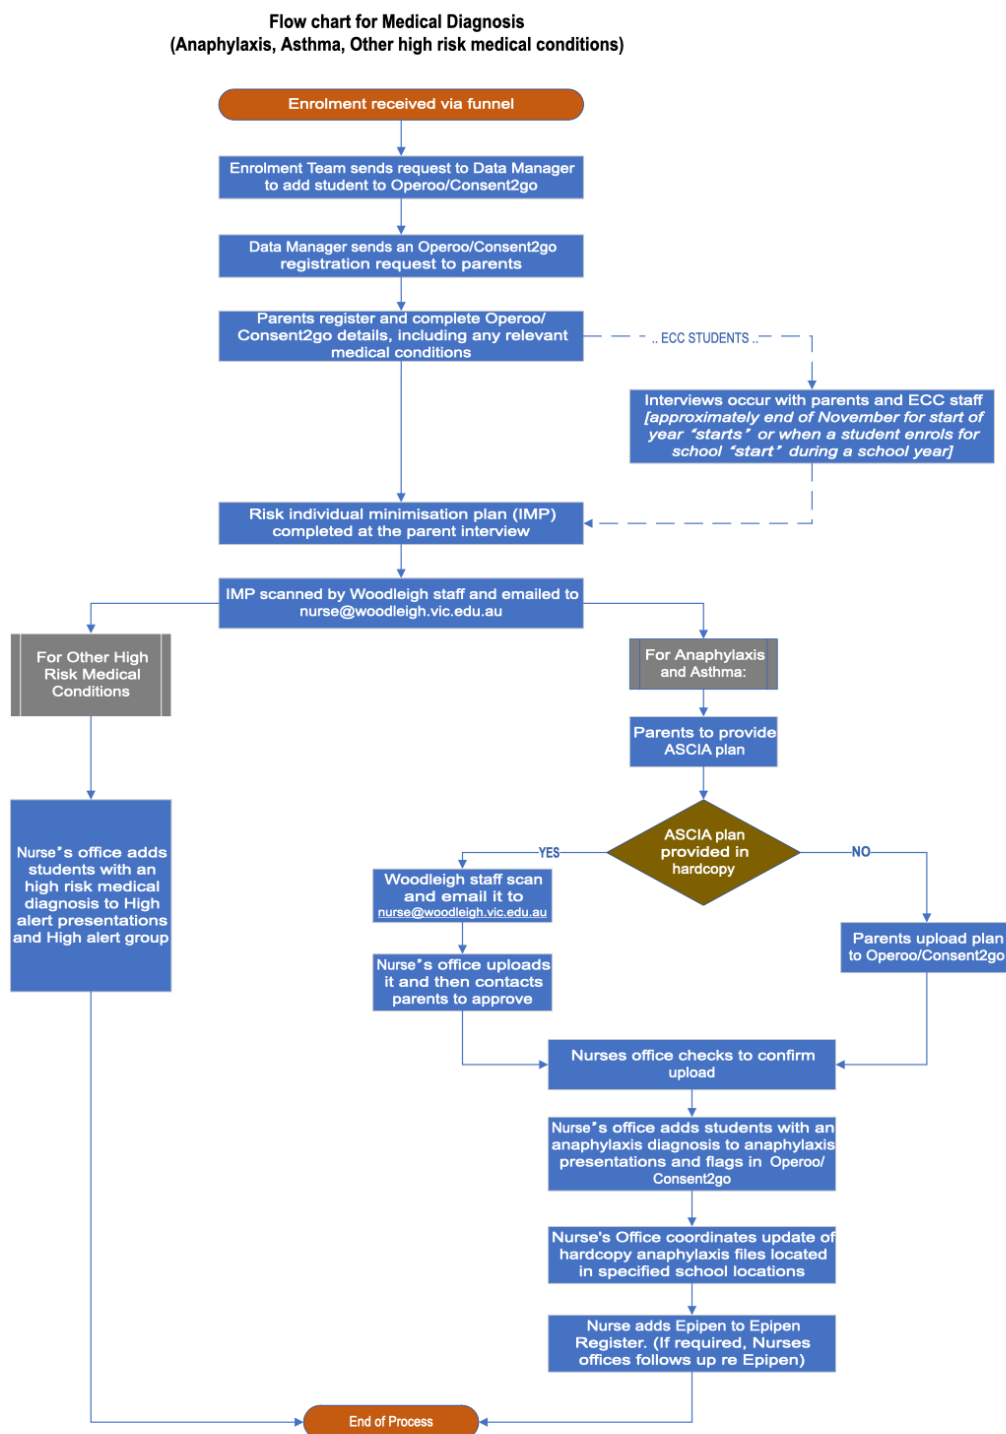 Flow chart for Medical Diagnosis
(Anaphylaxis, Asthma, Other high risk medical conditions)
Enrolment received via funnel
Enrolment Team sends request to Data Manager
to add student to Operoo/Consent2go
Data Manager sends an Operoo/Consent2go
registration request to parents
Parents register and complete Operoo/
Consent2go details, including any relevant
medical conditions
.. ECC STUDENTS ..
Interviews occur with parents and ECC staff
[approximately end of November for start of
year “starts” or when a student enrols for
school “start” during a school year]
Risk individual minimisation plan (IMP)
completed at the parent interview
IMP scanned by Woodleigh staff and emailed to
nurse@woodleigh.vic.edu.au
For Other High
Risk Medical
Conditions
For Anaphylaxis
and Asthma:
Parents to provide
ASCIA plan
ASCIA plan
provided in
hardcopy
YES
NO
Woodleigh staff scan
and email it to
nurse@woodleigh.vic.edu.au
Nurse’s office adds
students with an
high risk medical
diagnosis to High
alert presentations
and High alert group
Parents upload plan
to Operoo/Consent2go
Nurse’s office uploads
it and then contacts
parents to approve
Nurses office checks to confirm
upload
Nurse’s office adds students with an
anaphylaxis diagnosis to anaphylaxis
presentations and flags in Operoo/
Consent2go
Nurse's Office coordinates update of
hardcopy anaphylaxis files located
in specified school locations
Nurse adds Epipen to Epipen
Register. (If required, Nurses
offices follows up re Epipen)
End of Process